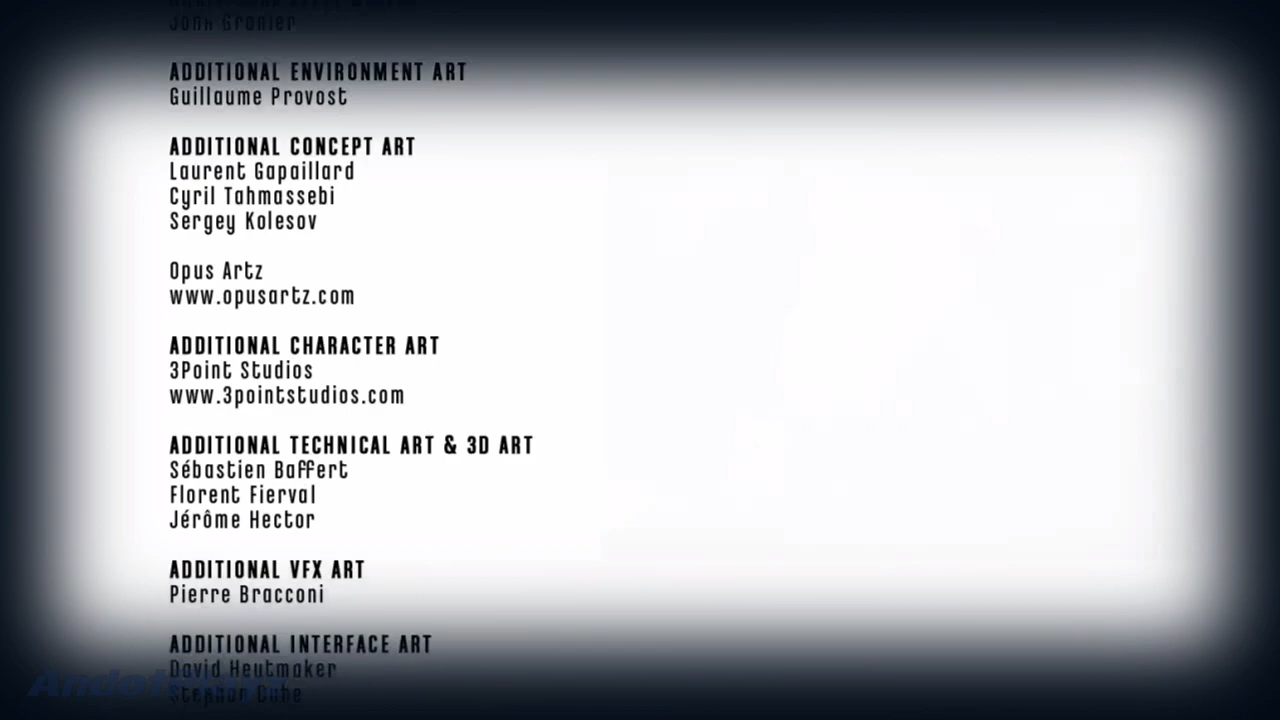 John Granier
ADDITIONAL ENVIRONMENT ART
Guillaume Provost
ADDITIONAL CONCEPT ART
Laurent Gapaillard
Cyril Tahmassebi
Sergey Kolesov
Opus Artz
www.opusartz.com
ADDITIONAL CHARACTER ART
3Point Studios
www.3pointstudios.com
ADDITIONAL TECHNICAL ART & 3D ART
Sébastien Baffert
Florent Fierval
Jérôme Hector
ADDITIONAL VFX ART
Pierre Bracconi
ADDITIONAL INTERFACE ART
David Heutmaker